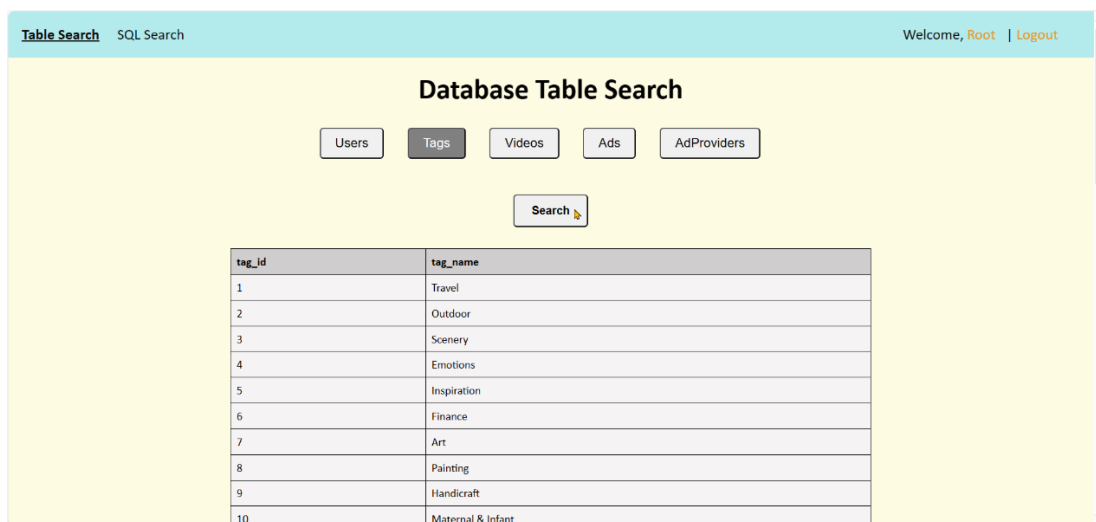 Table Search SQL Search Welcome, Root | Logout
Database Table Search
Users Tags Videos Ads AdProviders
Search
tag_id tag_name
1 Travel
2 Outdoor
3 Scenery
4 Emotions
5 Inspiration
6 Finance
7 Art
8 Painting
9 Handicraft
10 Maternal & Infant